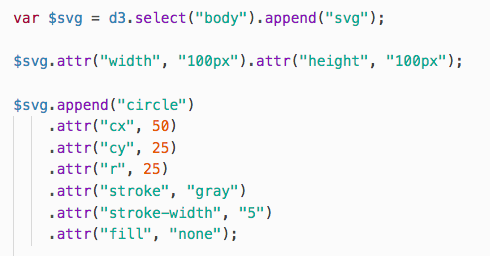 var $svg = d3.select("body").append("svg");
$svg.attr("width", "100px").attr("height", "100px");
$svg.append("circle")
.attr("cx", 50)
.attr("cy", 25)
.attr("r", 25)
.attr("stroke", "gray")
.attr("stroke-width", "5")
.attr("fill", "none");